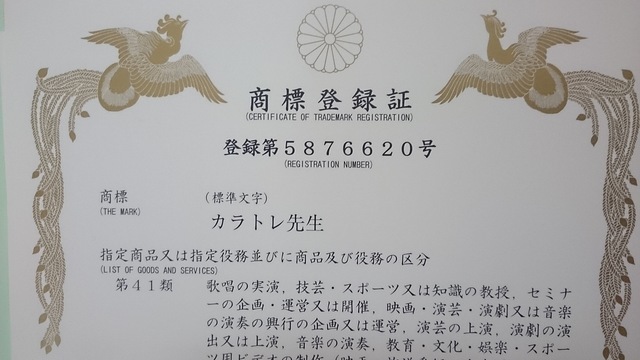 商標登録証
(CERTIFICATE OF TRADEMARK REGISTRATION)
登録第5876620号
(REGISTRATION NUMBER)
商標 (標準文字)
(THE MARK)
カラトレ先生
指定商品又は指定役務並びに商品及び役務の区分
(LIST OF GOODS AND SERVICES)
第41類 歌唱の実演，技芸・スポーツ又は知識の教授，セミナ
ーの企画・運営又は開催，映画・演芸・演劇又は音楽
の演奏の興行の企画又は運営，演芸の上演，演劇の演
出又は上演，音楽の演奏，教育・文化・娯楽・スポー
ツ用ビデオの制作